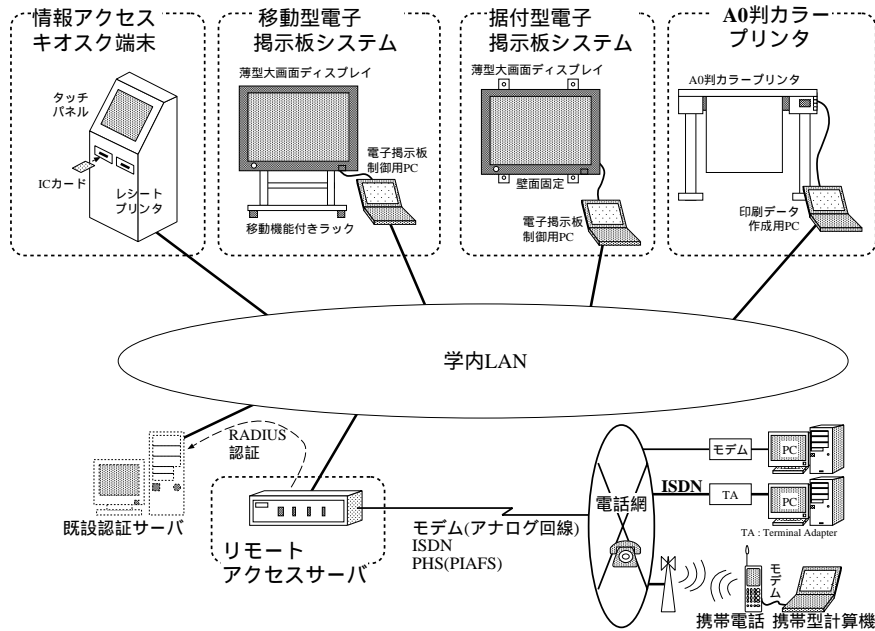 情報アクセス
キオスク端末
タッチ
パネル
ICカード
レシート
プリンタ
移動型電子
掲示板システム
薄型大画面ディスプレイ
電子掲示板
制御用PC
移動機能付きラック
据付型電子
掲示板システム
薄型大画面ディスプレイ
壁面固定
電子掲示板
制御用PC
A0判カラー
プリンタ
A0判カラープリンタ
印刷データ
作成用PC
学内LAN
RADIUS
認証
既設認証サーバ
リモート
アクセスサーバ
モデム(アナログ回線)
ISDN
PHS(PIAFS)
電話網
モデム
PC
ISDN
TA
PC
TA : Terminal Adapter
モデム
携帯電話
携帯型計算機